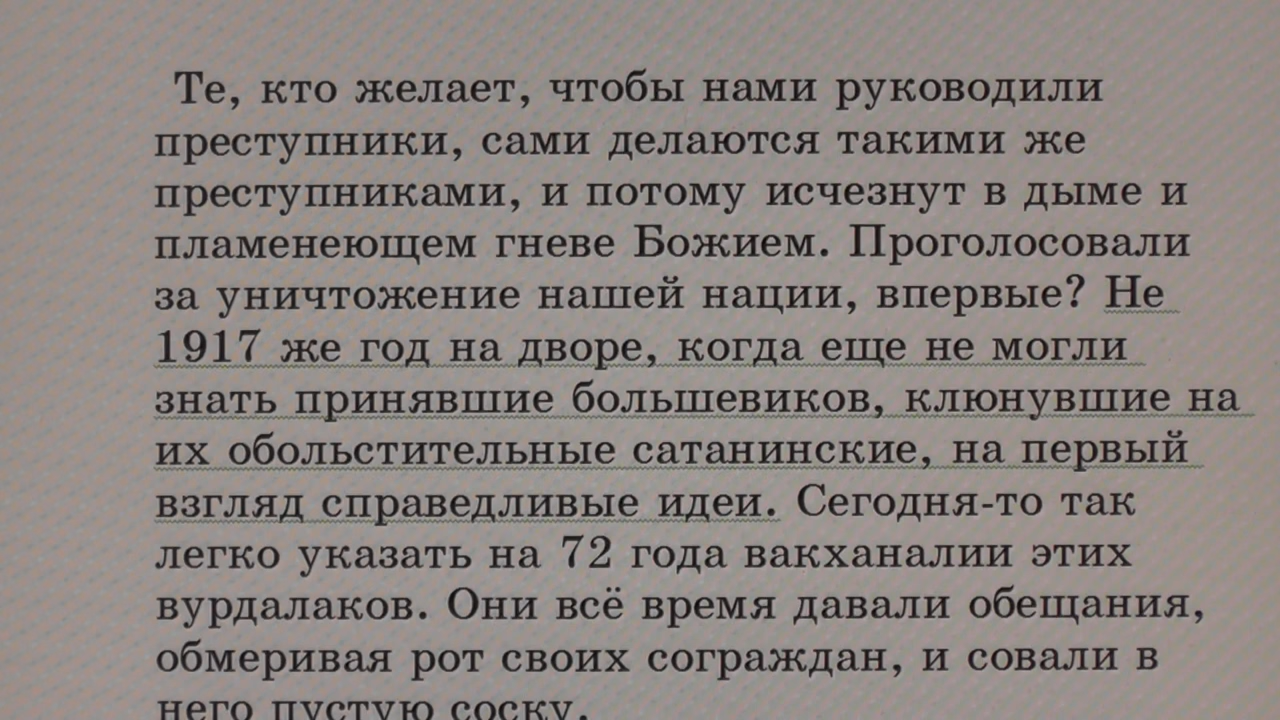 Те, кто желает, чтобы нами руководили
преступники, сами делаются такими же
преступниками, и потому исчезнут в дыме и
пламенеющем гневе Божием. Проголосовали
за уничтожение нашей нации, впервые? Не
1917 же год на дворе, когда еще не могли
знать принявшие большевиков, клюнувшие на
их обольстительные сатанинские, на первый
взгляд справедливые идеи. Сегодня-то так
легко указать на 72 года вакханалии этих
вурдалаков. Они всё время давали обещания,
обмеривая рот своих сограждан, и совали в
него пустую соску.